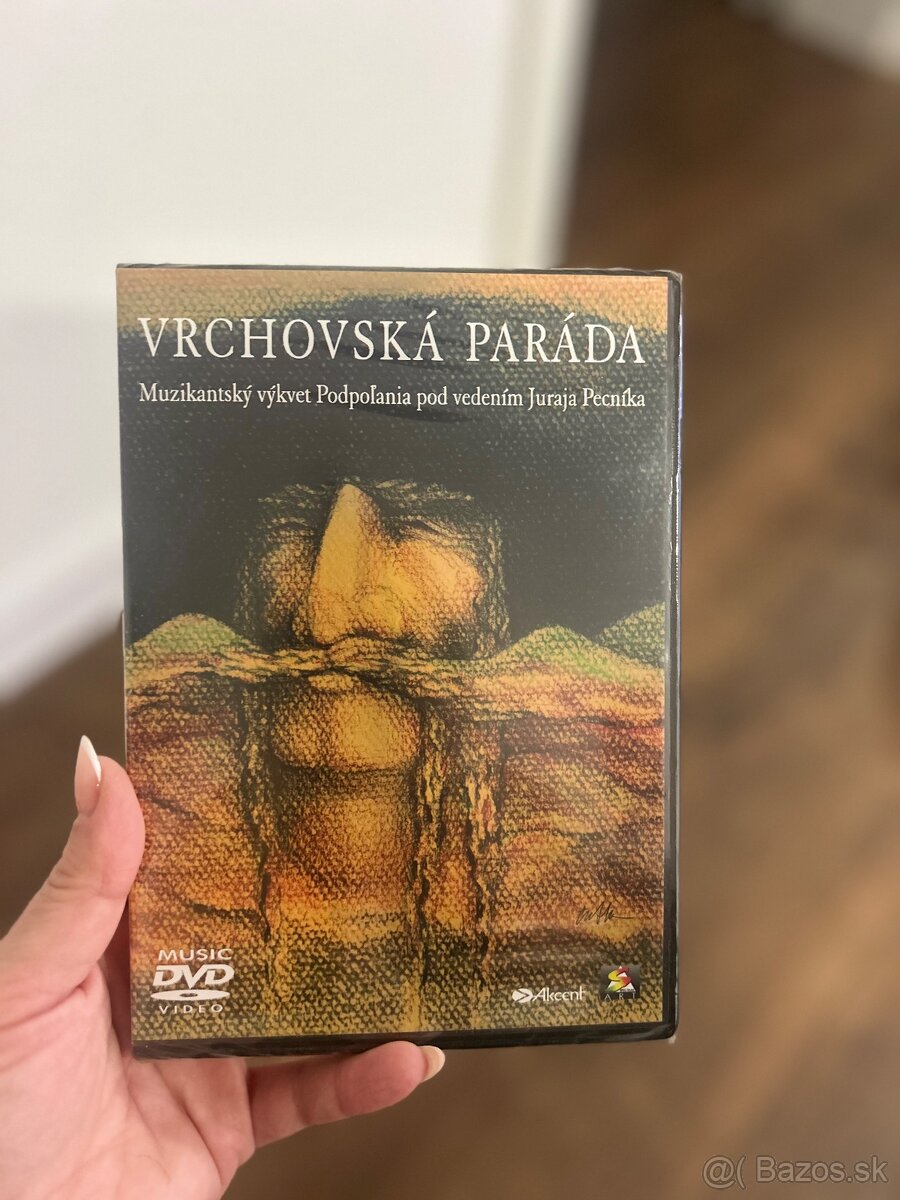 VRCHOVSKÁ PARÁDA
Muzikantský výkvet Podpoľania pod vedením Juraja Pecníka
MUSIC
DVD
VIDEO
Akcent
ART
@( Bazos.sk